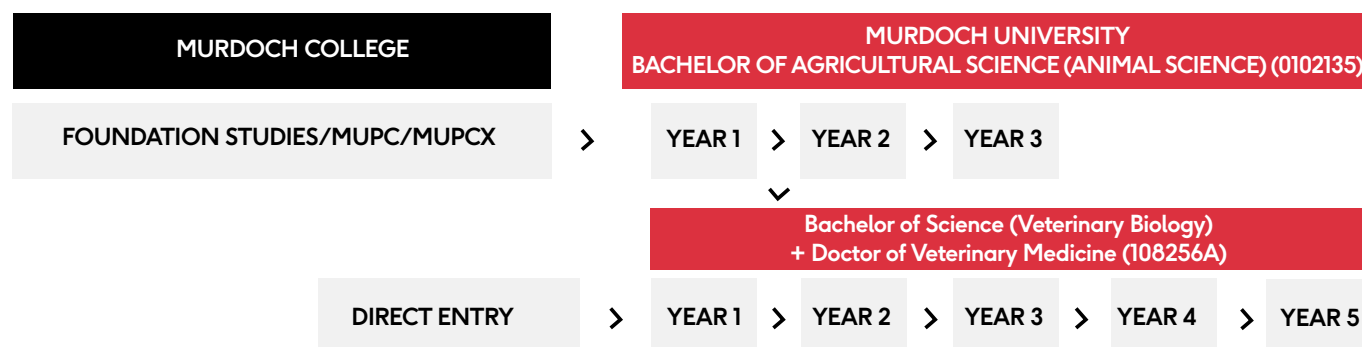 MURDOCH COLLEGE
MURDOCH UNIVERSITY
BACHELOR OF AGRICULTURAL SCIENCE (ANIMAL SCIENCE) (0102135)
FOUNDATION STUDIES/MUPC/MUPCX > YEAR 1 > YEAR 2 > YEAR 3
Bachelor of Science (Veterinary Biology)
+ Doctor of Veterinary Medicine (108256A)
DIRECT ENTRY > YEAR 1 > YEAR 2 > YEAR 3 > YEAR 4 > YEAR 5